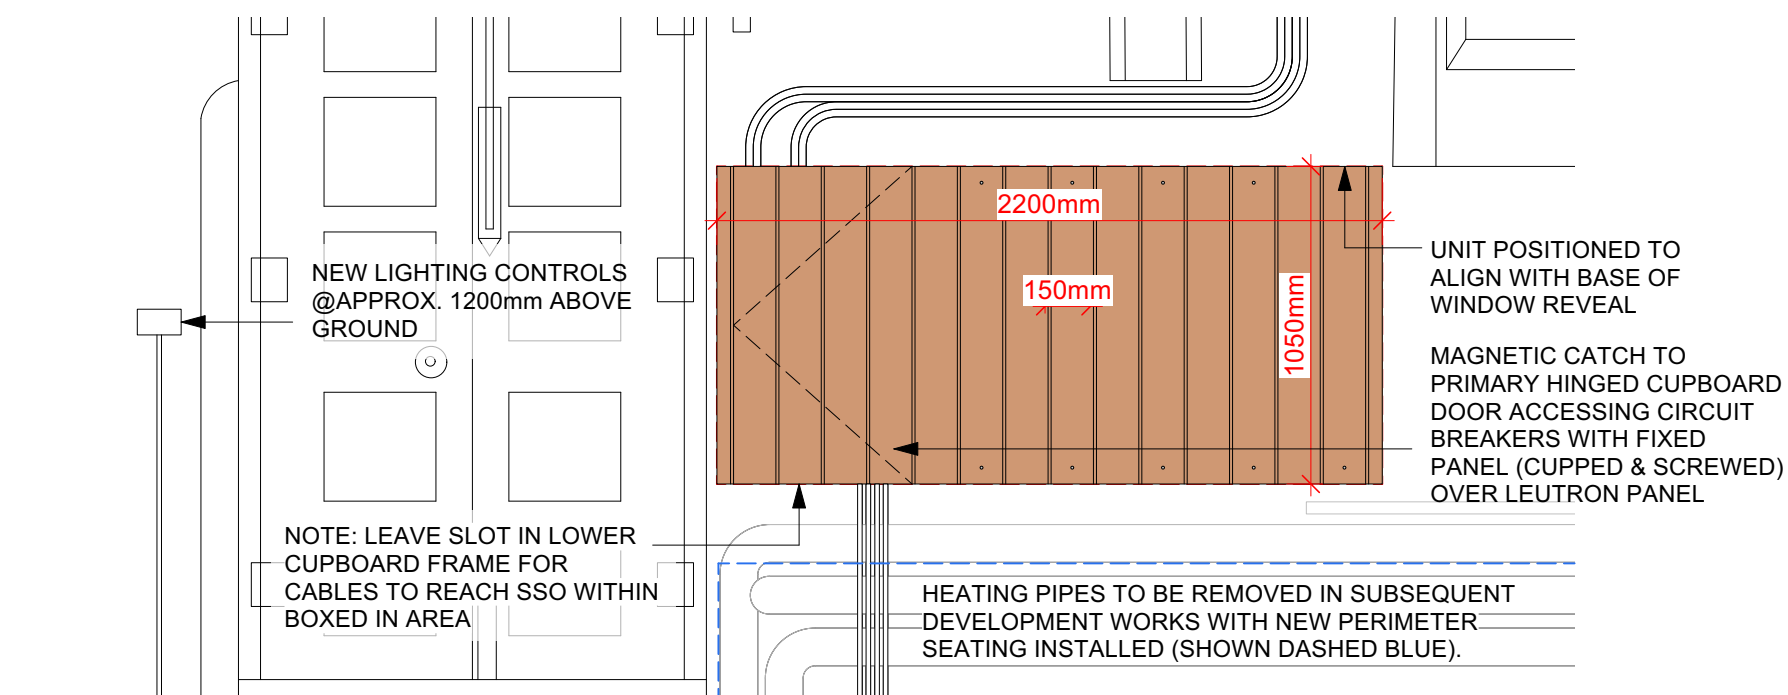 NEW LIGHTING CONTROLS
@APPROX. 1200mm ABOVE
GROUND
NOTE: LEAVE SLOT IN LOWER
CUPBOARD FRAME FOR
CABLES TO REACH SSO WITHIN
BOXED IN AREA
2200mm
150mm
1050mm
UNIT POSITIONED TO
ALIGN WITH BASE OF
WINDOW REVEAL
MAGNETIC CATCH TO
PRIMARY HINGED CUPBOARD
DOOR ACCESSING CIRCUIT
BREAKERS WITH FIXED
PANEL (CUPPED & SCREWED)
OVER LEUTRON PANEL
HEATING PIPES TO BE REMOVED IN SUBSEQUENT
DEVELOPMENT WORKS WITH NEW PERIMETER
SEATING INSTALLED (SHOWN DASHED BLUE).